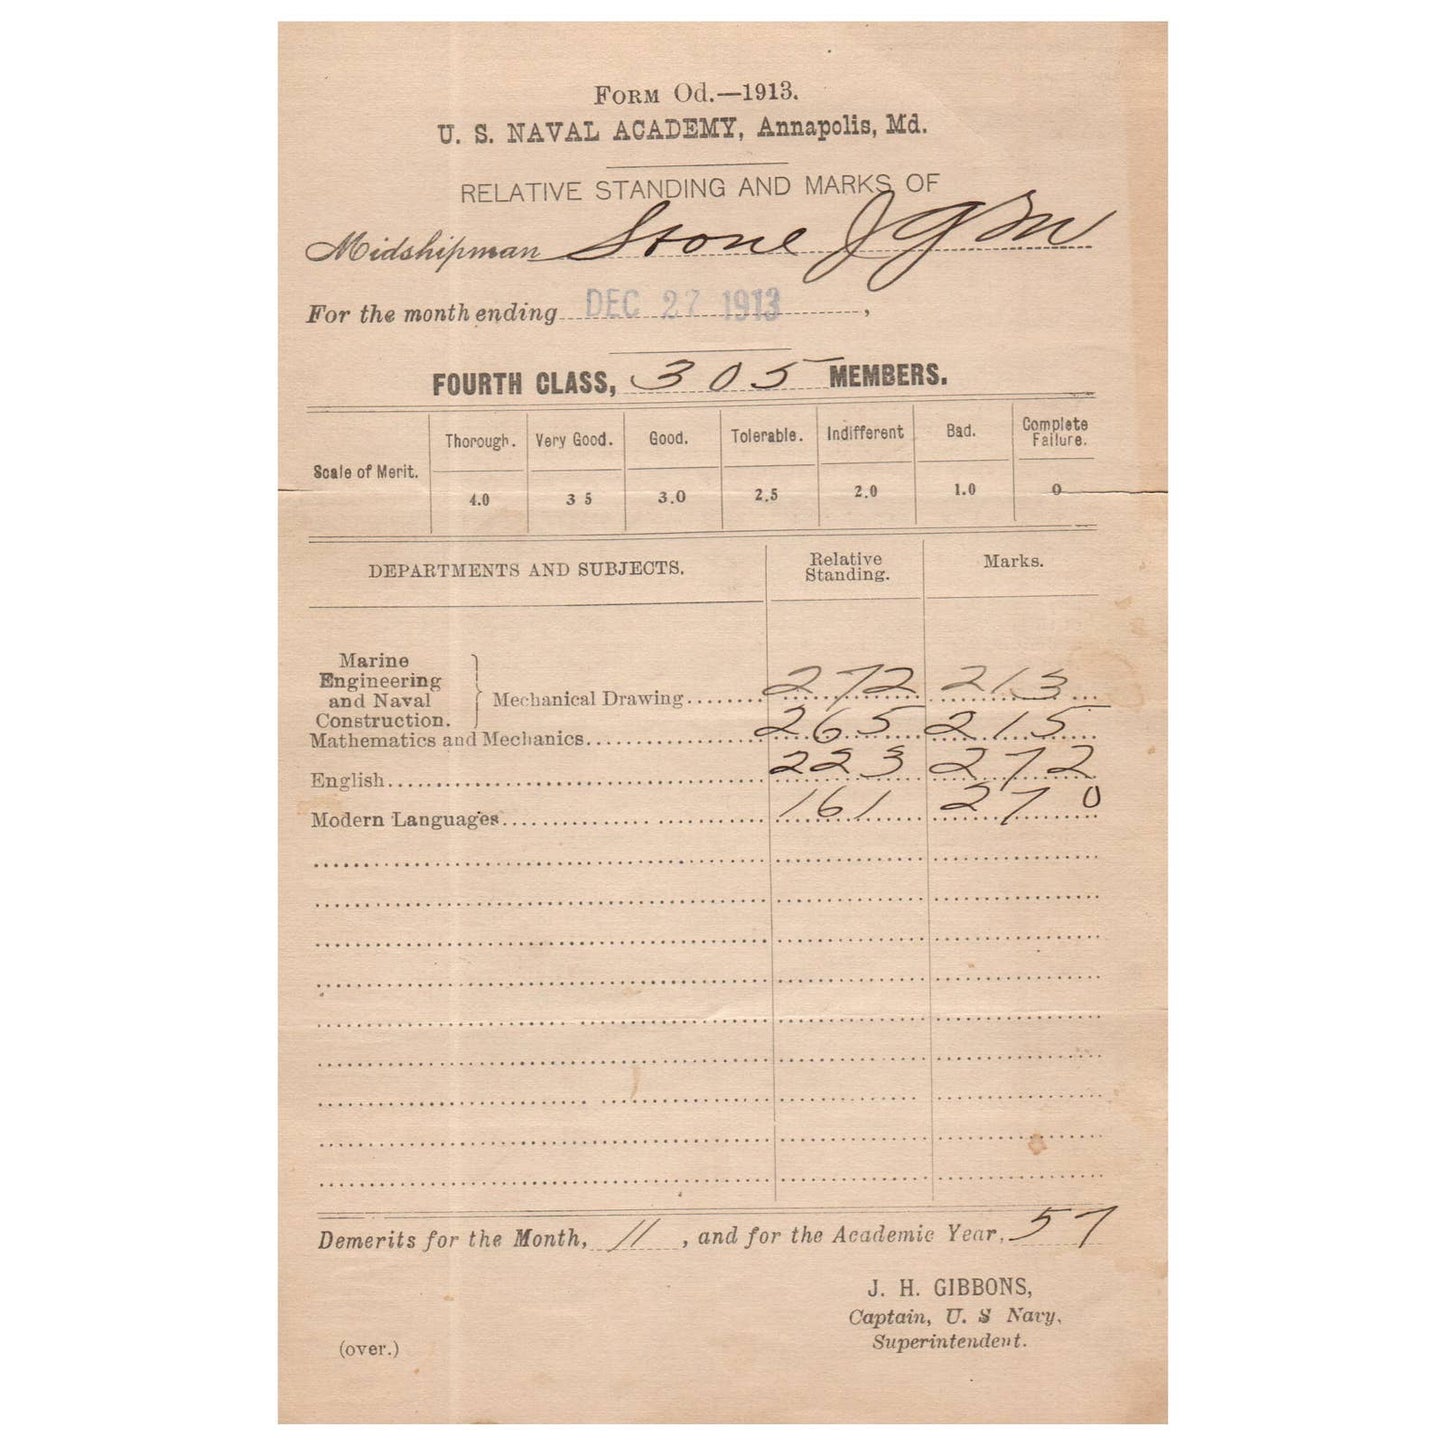 FORM Od.—1913.
U. S. NAVAL ACADEMY, Annapolis, Md.
RELATIVE STANDING AND MARKS OF
Midshipman Stone J G M
For the month ending DEC 27 1913,
FOURTH CLASS, 305 MEMBERS.
Scale of Merit. Thorough. Very Good. Good. Tolerable. Indifferent Bad. Complete Failure.
4.0 3 5 3.0 2.5 2.0 1.0 0
DEPARTMENTS AND SUBJECTS. Relative Standing. Marks.
Marine Engineering and Naval Construction. } Mechanical Drawing........ 272 213
Mathematics and Mechanics........ 265 215
English........ 223 272
Modern Languages........ 161 270
Demerits for the Month, 11, and for the Academic Year, 57
J. H. GIBBONS,
Captain, U. S Navy,
Superintendent.
(over.)